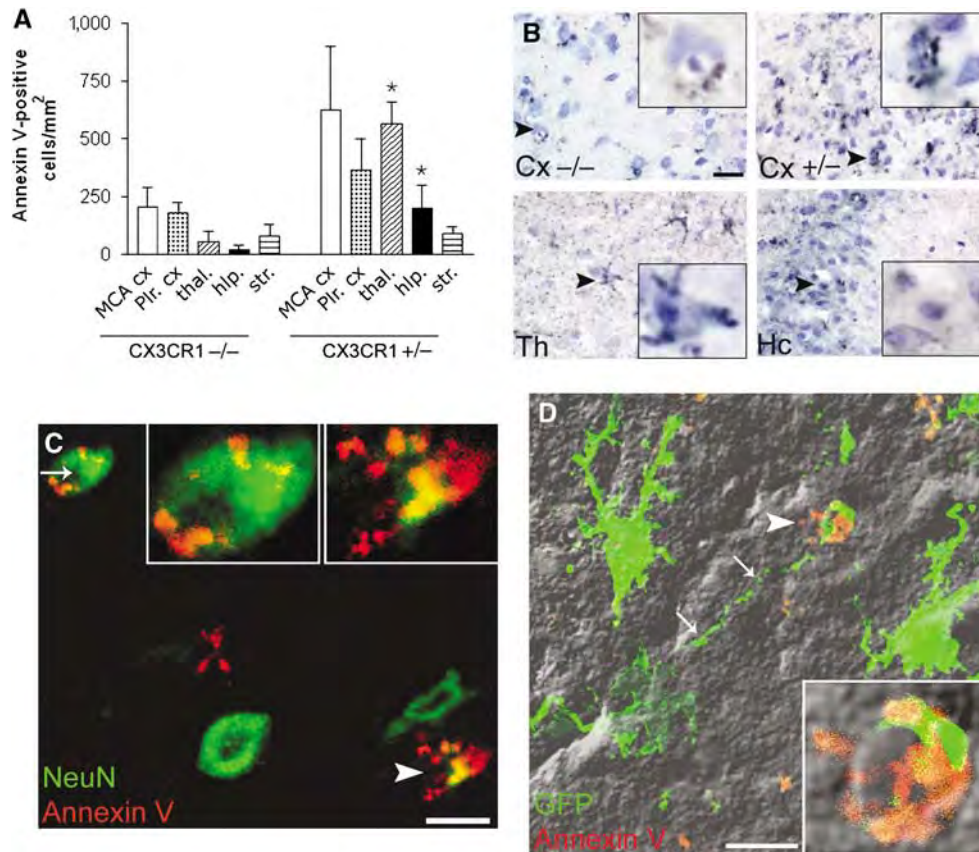 A
Annexin V-positive
cells/mm²
1,000
750
500
250
0
*
*
MCA cx
Pir. cx
thal.
hip.
str.
MCA cx
Pir. cx
thal.
hip.
str.
CX3CR1 –/–
CX3CR1 +/–
B
Cx –/–
Cx +/–
Th
Hc
C
NeuN
Annexin V
D
GFP
Annexin V